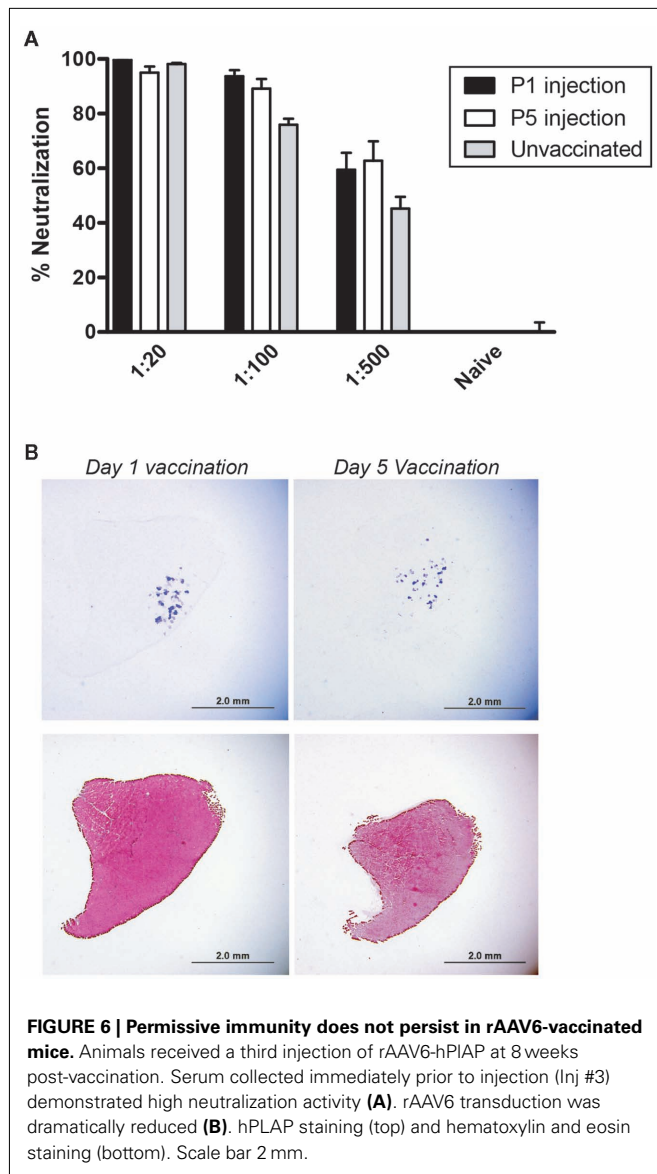 A
% Neutralization
100
80
60
40
20
0
1:20
1:100
1:500
Naive
P1 injection
P5 injection
Unvaccinated
B
Day 1 vaccination
Day 5 Vaccination
2.0 mm
2.0 mm
2.0 mm
2.0 mm
FIGURE 6 | Permissive immunity does not persist in rAAV6-vaccinated
mice. Animals received a third injection of rAAV6-hPlAP at 8 weeks
post-vaccination. Serum collected immediately prior to injection (Inj #3)
demonstrated high neutralization activity (A). rAAV6 transduction was
dramatically reduced (B). hPLAP staining (top) and hematoxylin and eosin
staining (bottom). Scale bar 2 mm.